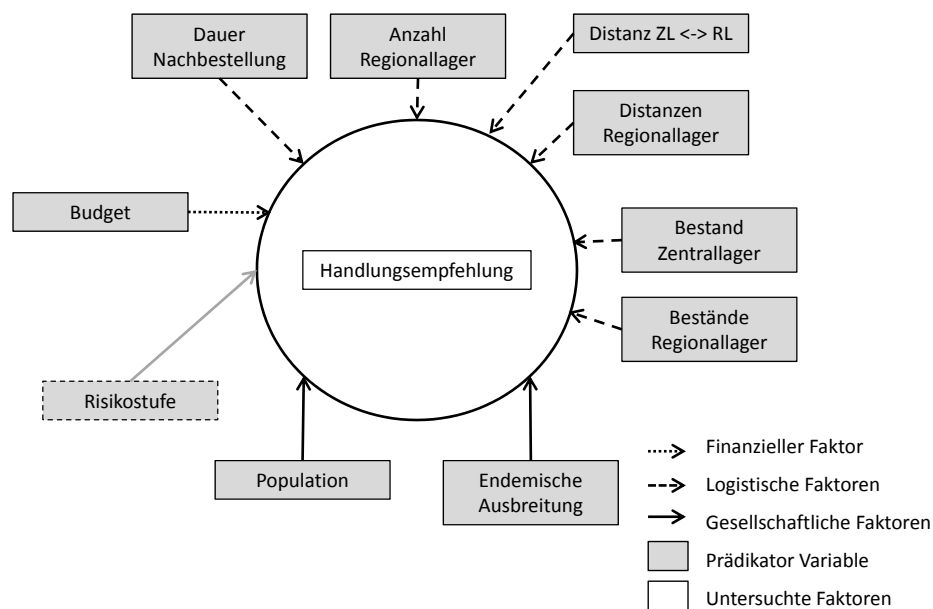 Dauer
Nachbestellung
Anzahl
Regionallager
Distanz ZL <-> RL
Distanzen
Regionallager
Budget
Bestand
Zentrallager
Handlungsempfehlung
Bestände
Regionallager
Risikostufe
Population
Endemische
Ausbreitung
Finanzieller Faktor
Logistische Faktoren
Gesellschaftliche Faktoren
Prädikator Variable
Untersuchte Faktoren